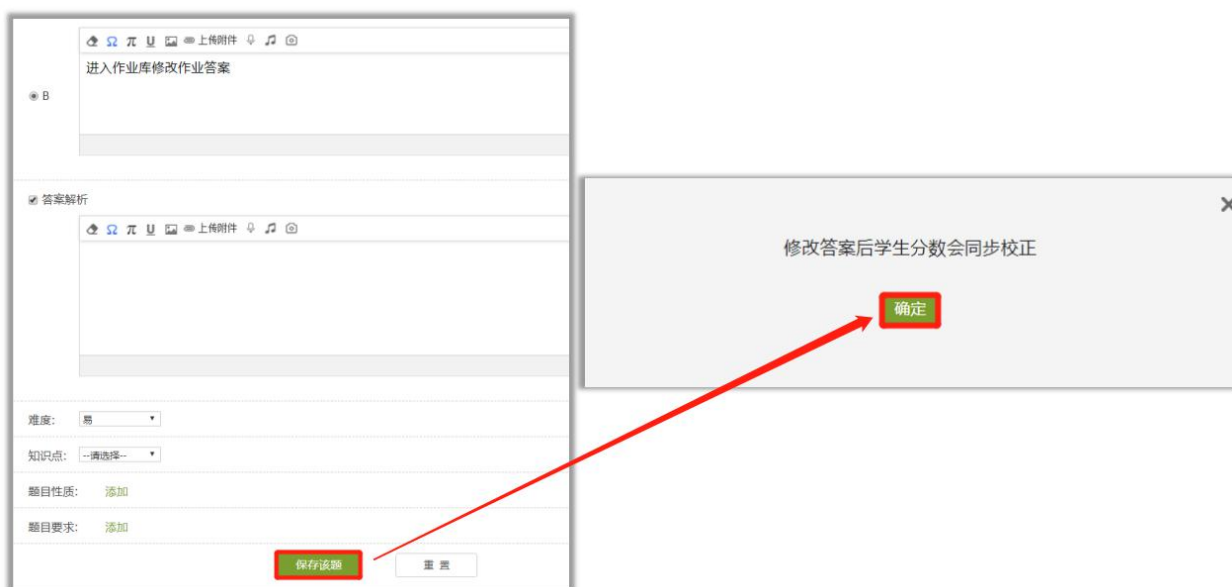 Ω π U 上传附件
进入作业库修改作业答案
B
答案解析
Ω π U 上传附件
修改答案后学生分数会同步校正
确定
难度: 易
知识点: --请选择--
题目性质: 添加
题目要求: 添加
保存该题 重置